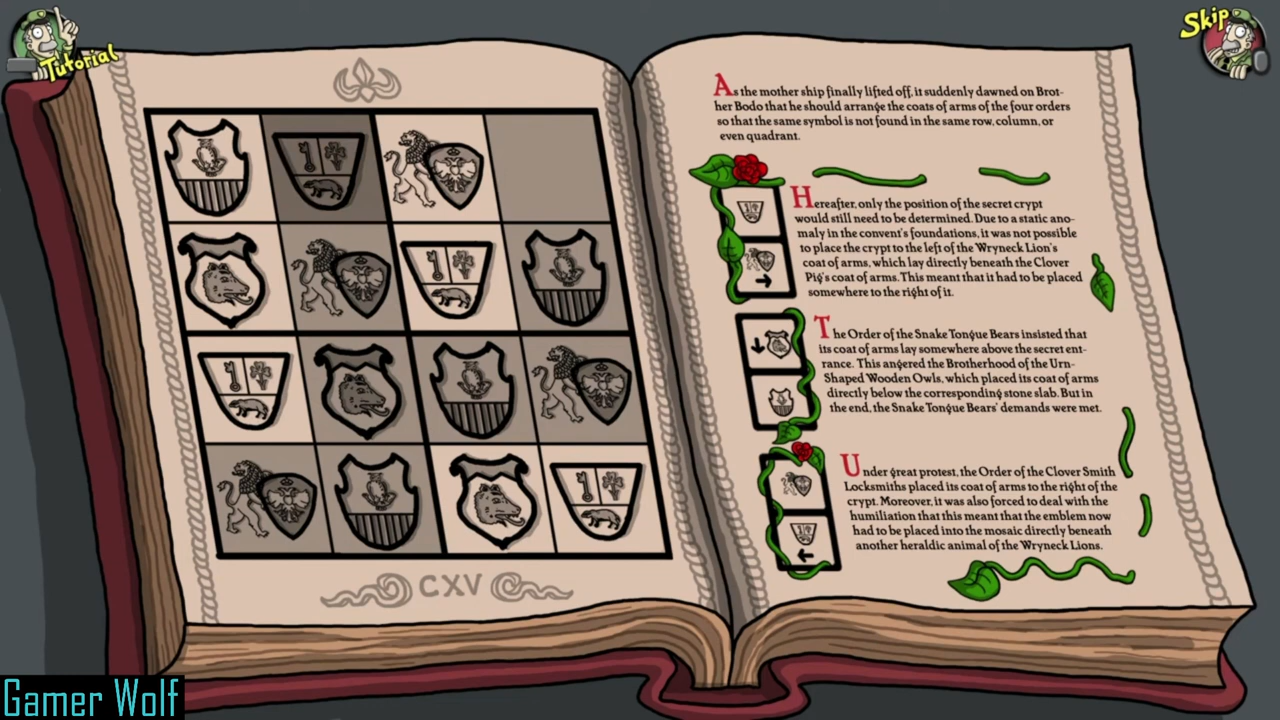 Tutorial
Skip
As the mother ship finally lifted off, it suddenly dawned on Brot-
her Bodo that he should arrange the coats of arms of the four orders
so that the same symbol is not found in the same row, column, or
even quadrant.
Hereafter, only the position of the secret crypt
would still need to be determined. Due to a static ano-
maly in the convent's foundations, it was not possible
to place the crypt to the left of the Wryneck Lion's
coat of arms, which lay directly beneath the Clover
Pig's coat of arms. This meant that it had to be placed
somewhere to the right of it.
The Order of the Snake Tongue Bears insisted that
its coat of arms lay somewhere above the secret ent-
rance. This angered the Brotherhood of the Urn-
Shaped Wooden Owls, which placed its coat of arms
directly below the corresponding stone slab. But in
the end, the Snake Tongue Bears' demands were met.
Under great protest, the Order of the Clover Smith
Locksmiths placed its coat of arms to the right of the
crypt. Moreover, it was also forced to deal with the
humiliation that this meant that the emblem now
had to be placed into the mosaic directly beneath
another heraldic animal of the Wryneck Lions.
CXV
Gamer Wolf